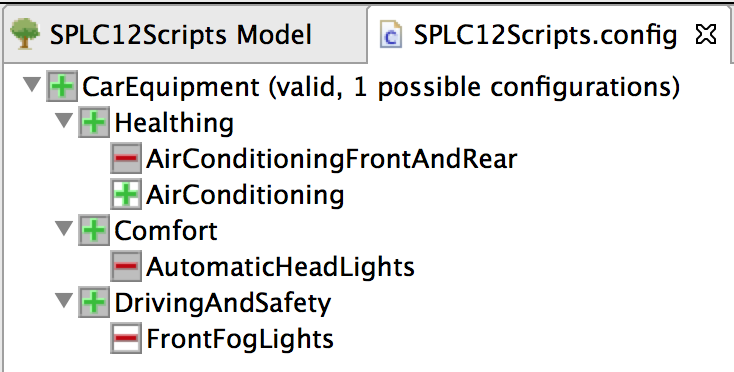 SPLC12Scripts Model
SPLC12Scripts.config
CarEquipment (valid, 1 possible configurations)
Healthing
AirConditioningFrontAndRear
AirConditioning
Comfort
AutomaticHeadLights
DrivingAndSafety
FrontFogLights